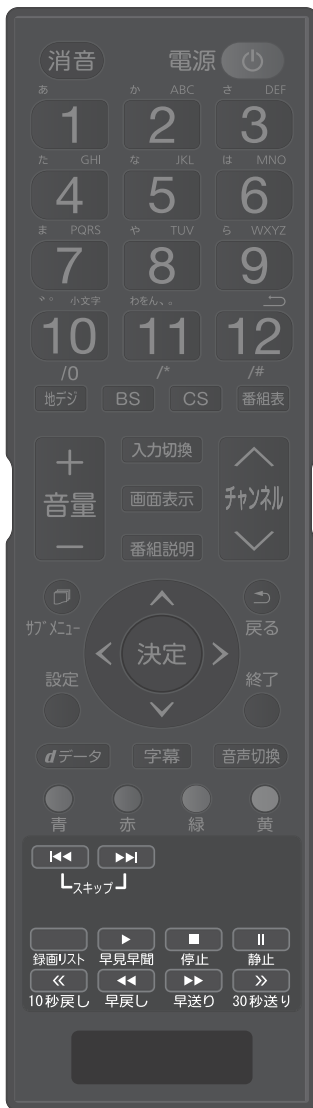 消音 電源
あ か ABC さ DEF
1 2 3
た GHI な JKL は MNO
4 5 6
ま PQRS や TUV ら WXYZ
7 8 9
゛゜ 小文字 わをん、。
10 11 12
/0 /* /#
地デジ BS CS 番組表
+ 入力切換
音量 画面表示 チャンネル
− 番組説明
サブメニュー 戻る
決定
設定 終了
dデータ 字幕 音声切換
青 赤 緑 黄
スキップ
録画リスト 早見早聞 停止 静止
10秒戻し 早戻し 早送り 30秒送り